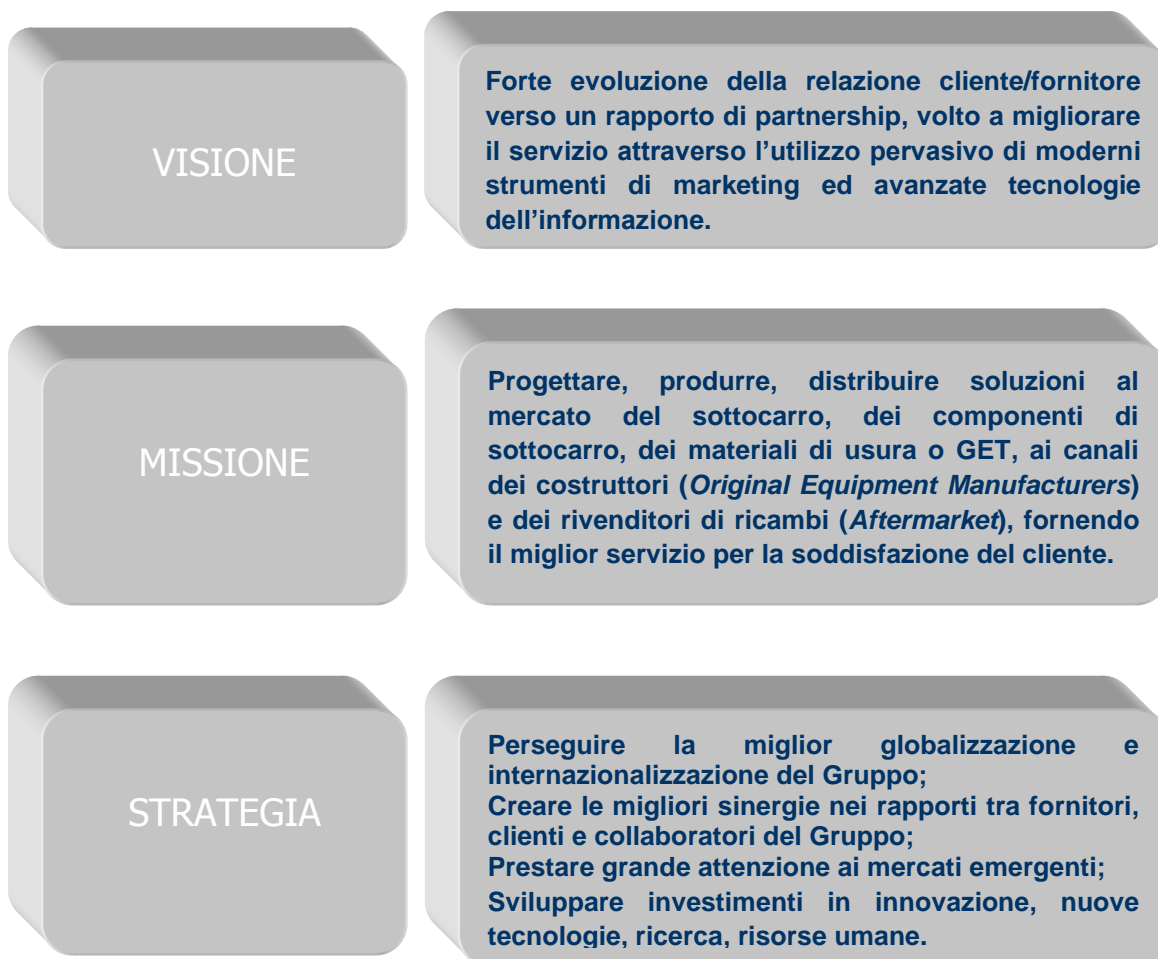 VISIONE
Forte evoluzione della relazione cliente/fornitore
verso un rapporto di partnership, volto a migliorare
il servizio attraverso l’utilizzo pervasivo di moderni
strumenti di marketing ed avanzate tecnologie
dell’informazione.
MISSIONE
Progettare, produrre, distribuire soluzioni al
mercato del sottocarro, dei componenti di
sottocarro, dei materiali di usura o GET, ai canali
dei costruttori (Original Equipment Manufacturers)
e dei rivenditori di ricambi (Aftermarket), fornendo
il miglior servizio per la soddisfazione del cliente.
STRATEGIA
Perseguire la miglior globalizzazione e
internazionalizzazione del Gruppo;
Creare le migliori sinergie nei rapporti tra fornitori,
clienti e collaboratori del Gruppo;
Prestare grande attenzione ai mercati emergenti;
Sviluppare investimenti in innovazione, nuove
tecnologie, ricerca, risorse umane.